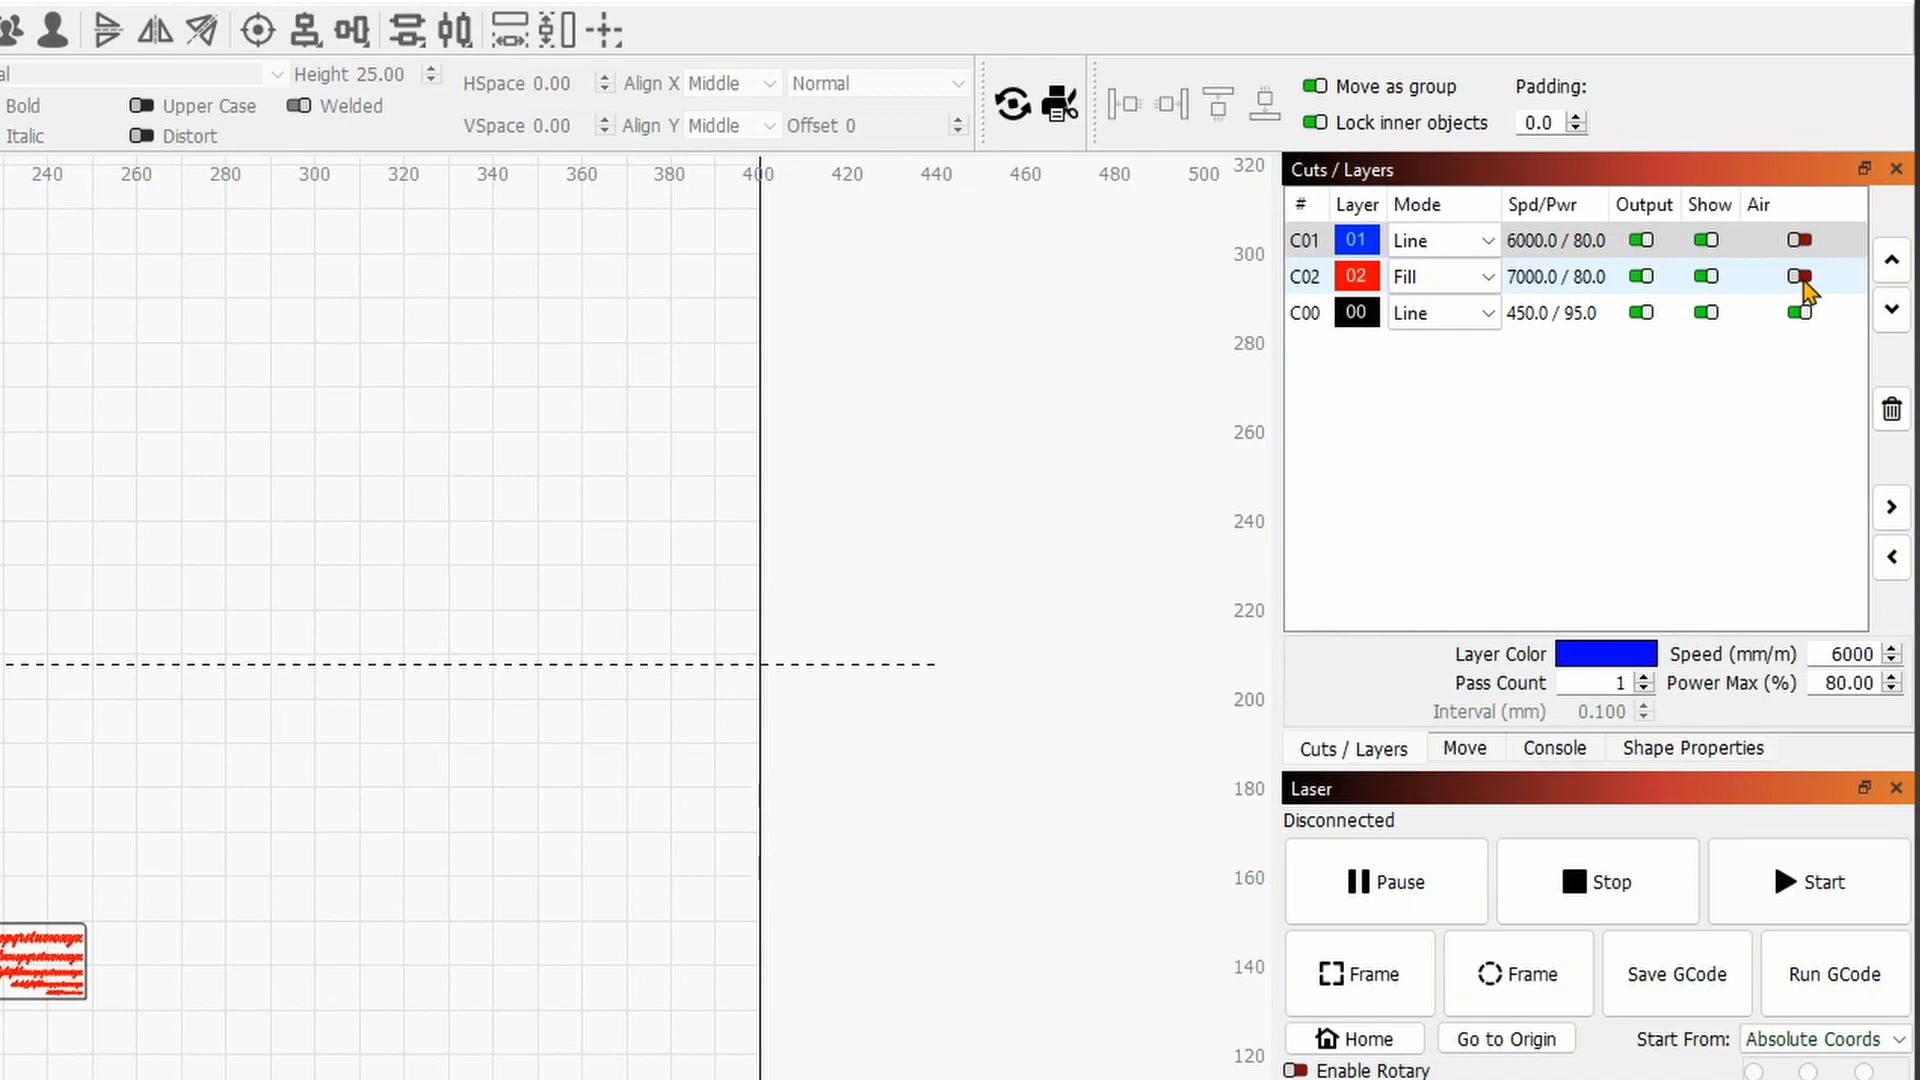 al
Height 25.00
HSpace 0.00
Align X Middle
Normal
Bold
Upper Case
Welded
Italic
Distort
VSpace 0.00
Align Y Middle
Offset 0
Move as group
Padding:
Lock inner objects
0.0
240 260 280 300 320 340 360 380 400 420 440 460 480 500
320
300
280
260
240
220
200
180
160
140
120
Cuts / Layers
# Layer Mode Spd/Pwr Output Show Air
C01 01 Line 6000.0 / 80.0
C02 02 Fill 7000.0 / 80.0
C00 00 Line 450.0 / 95.0
Layer Color Speed (mm/m) 6000
Pass Count 1 Power Max (%) 80.00
Interval (mm) 0.100
Cuts / Layers Move Console Shape Properties
Laser
Disconnected
Pause Stop Start
Frame Frame Save GCode Run GCode
Home Go to Origin Start From: Absolute Coords
Enable Rotary